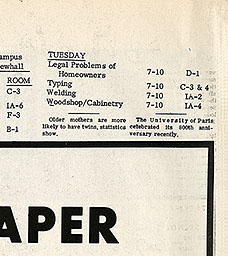 ampus
ewhall
ROOM
C-3
IA-6
F-3
B-1
TUESDAY
Legal Problems of
Homeowners 7-10 D-1
Typing 7-10 C-3 & 4
Welding 7-10 IA-2
Woodshop/Cabinetry 7-10 IA-4
Older mothers are more
likely to have twins, statistics
show.
The University of Paris
celebrated its 800th anni-
versary recently.
APER